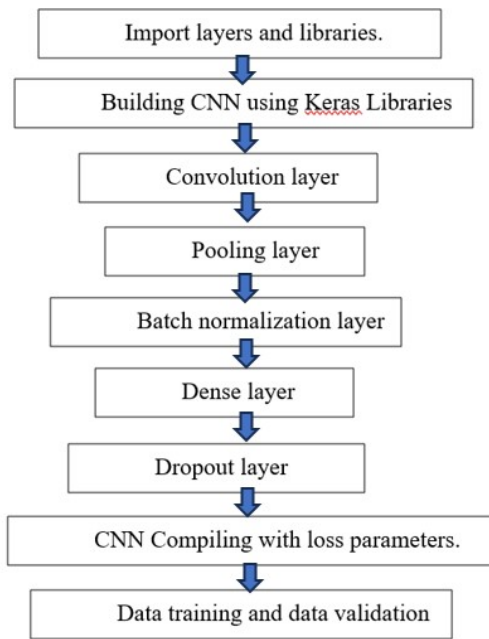 Import layers and libraries.
Building CNN using Keras Libraries
Convolution layer
Pooling layer
Batch normalization layer
Dense layer
Dropout layer
CNN Compiling with loss parameters.
Data training and data validation